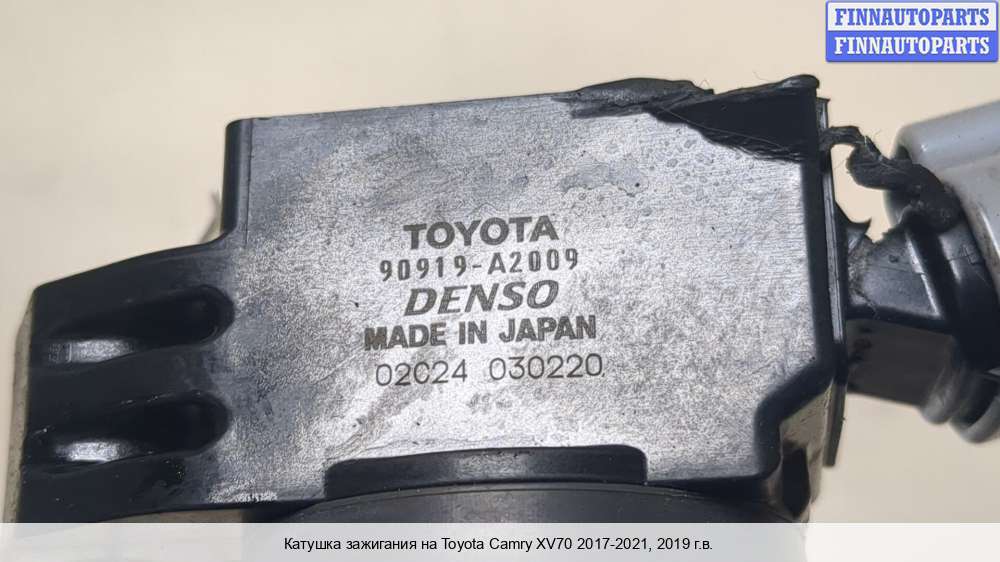 FINNAUTOPARTS
FINNAUTOPARTS
TOYOTA
90919-A2009
DENSO
MADE IN JAPAN
02C24 030220
Катушка зажигания на Toyota Camry XV70 2017-2021, 2019 г.в.